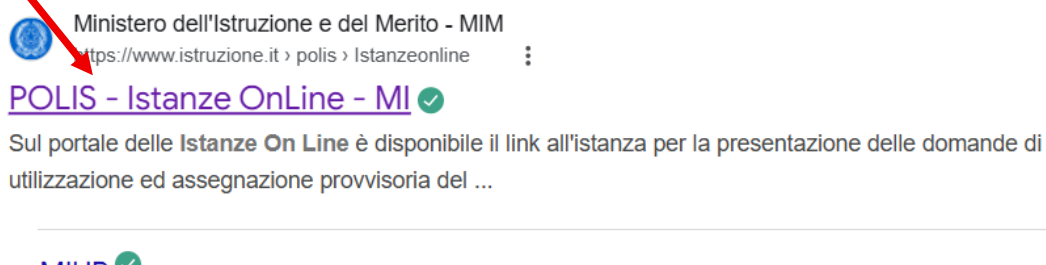 Ministero dell'Istruzione e del Merito - MIM
https://www.istruzione.it › polis › Istanzeonline
POLIS - Istanze OnLine - MI
Sul portale delle Istanze On Line è disponibile il link all'istanza per la presentazione delle domande di
utilizzazione ed assegnazione provvisoria del ...